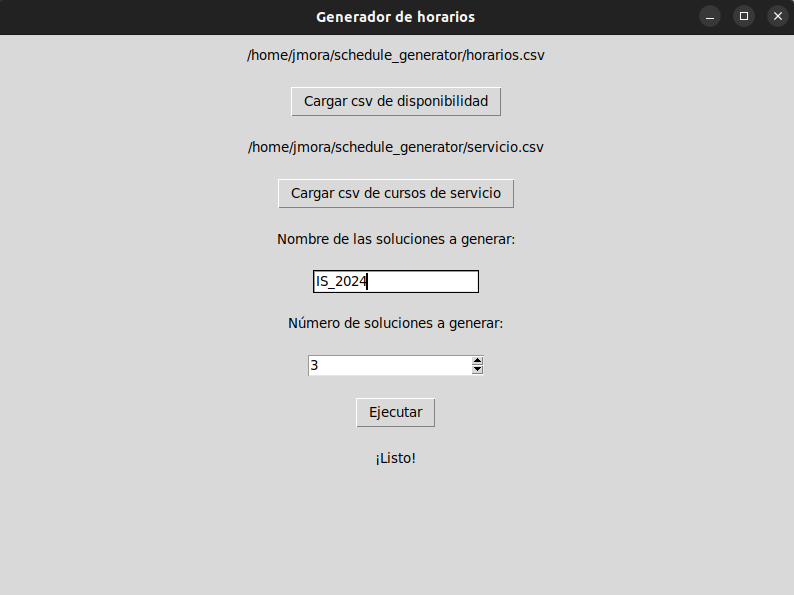 Generador de horarios
/home/jmora/schedule_generator/horarios.csv
Cargar csv de disponibilidad
/home/jmora/schedule_generator/servicio.csv
Cargar csv de cursos de servicio
Nombre de las soluciones a generar:
IS_2024
Número de soluciones a generar:
3
Ejecutar
¡Listo!